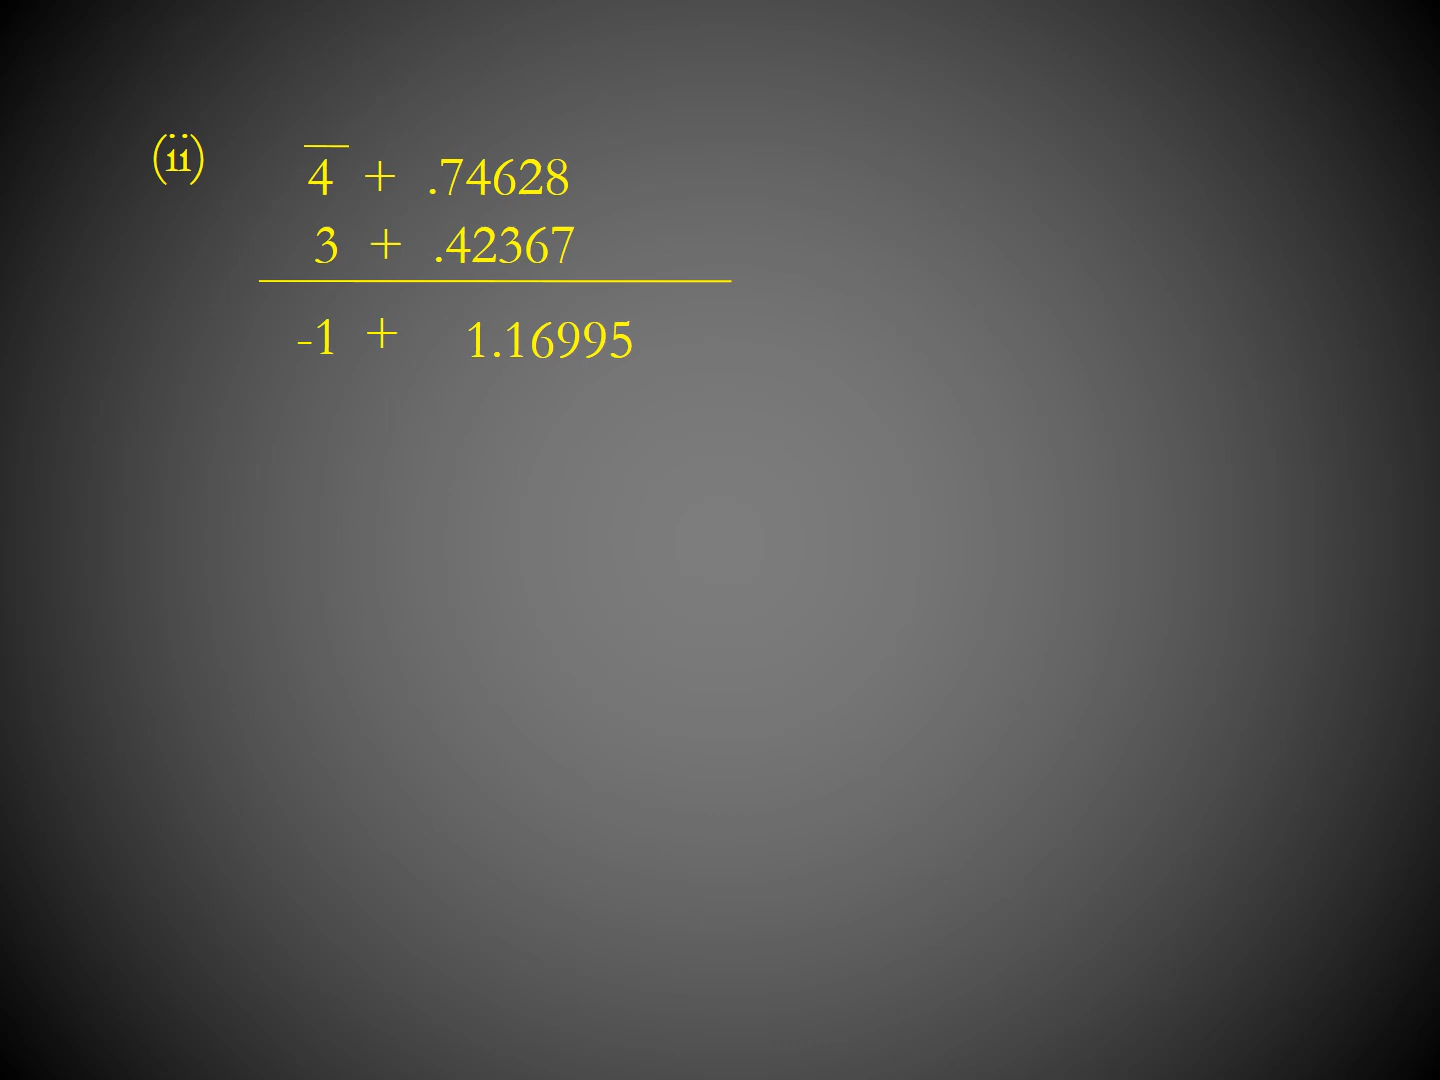 (ii) 4̅ + .74628
3 + .42367
-1 + 1.16995